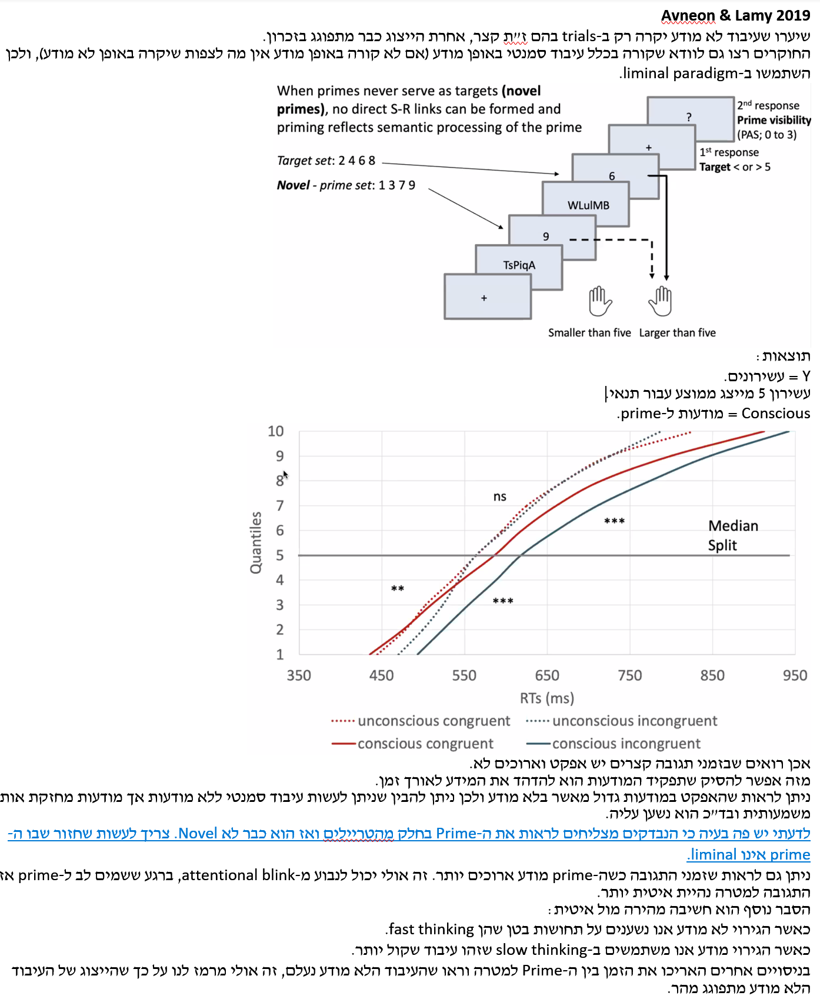 Avneon & Lamy 2019
שיערו שעיבוד לא מודע יקרה רק ב-trials בהם ז״ת קצר, אחרת הייצוג כבר מתפוגג בזכרון.
החוקרים רצו גם לוודא שקורה בכלל עיבוד סמנטי באופן מודע (אם לא קורה באופן מודע אין מה לצפות שיקרה באופן לא מודע), ולכן
השתמשו ב-liminal paradigm.
When primes never serve as targets (novel
primes), no direct S-R links can be formed and
priming reflects semantic processing of the prime
Target set: 2 4 6 8
Novel - prime set: 1 3 7 9
?
2nd response
Prime visibility
(PAS; 0 to 3)
+
1st response
Target < or > 5
6
WLulMB
9
TsPiqA
+
Smaller than five Larger than five
תוצאות:
Y = עשירונים.
עשירון 5 מייצג ממוצע עבור תנאי.
Conscious = מודעות ל-prime.
10
9
8
7
6
5
4
3
2
1
Quantiles
ns
***
Median
Split
**
***
350 450 550 650 750 850 950
RTs (ms)
unconscious congruent unconscious incongruent
conscious congruent conscious incongruent
אכן רואים שבזמני תגובה קצרים יש אפקט וארוכים לא.
מזה אפשר להסיק שתפקיד המודעות הוא להדהד את המידע לאורך זמן.
ניתן לראות שהאפקט במודעות גדול מאשר בלא מודע ולכן ניתן להבין שניתן לעשות עיבוד סמנטי ללא מודעות אך מודעות מחזקת אות
משמעותית ובד״כ הוא נשען עליה.
לדעתי יש פה בעיה כי הנבדקים מצליחים לראות את ה-Prime בחלק מהטריילים ואז הוא כבר לא Novel. צריך לעשות שחזור שבו ה-
prime אינו liminal.
ניתן גם לראות שזמני התגובה כשה-prime מודע ארוכים יותר. זה אולי יכול לנבוע מ-attentional blink, ברגע ששמים לב ל-prime אז
התגובה למטרה נהיית איטית יותר.
הסבר נוסף הוא חשיבה מהירה מול איטית:
כאשר הגירוי לא מודע אנו נשענים על תחושות בטן שהן fast thinking.
כאשר הגירוי מודע אנו משתמשים ב-slow thinking שזהו עיבוד שקול יותר.
בניסויים אחרים האריכו את הזמן בין ה-Prime למטרה וראו שהעיבוד הלא מודע נעלם, זה אולי מרמז לנו על כך שהייצוג של העיבוד
הלא מודע מתפוגג מהר.